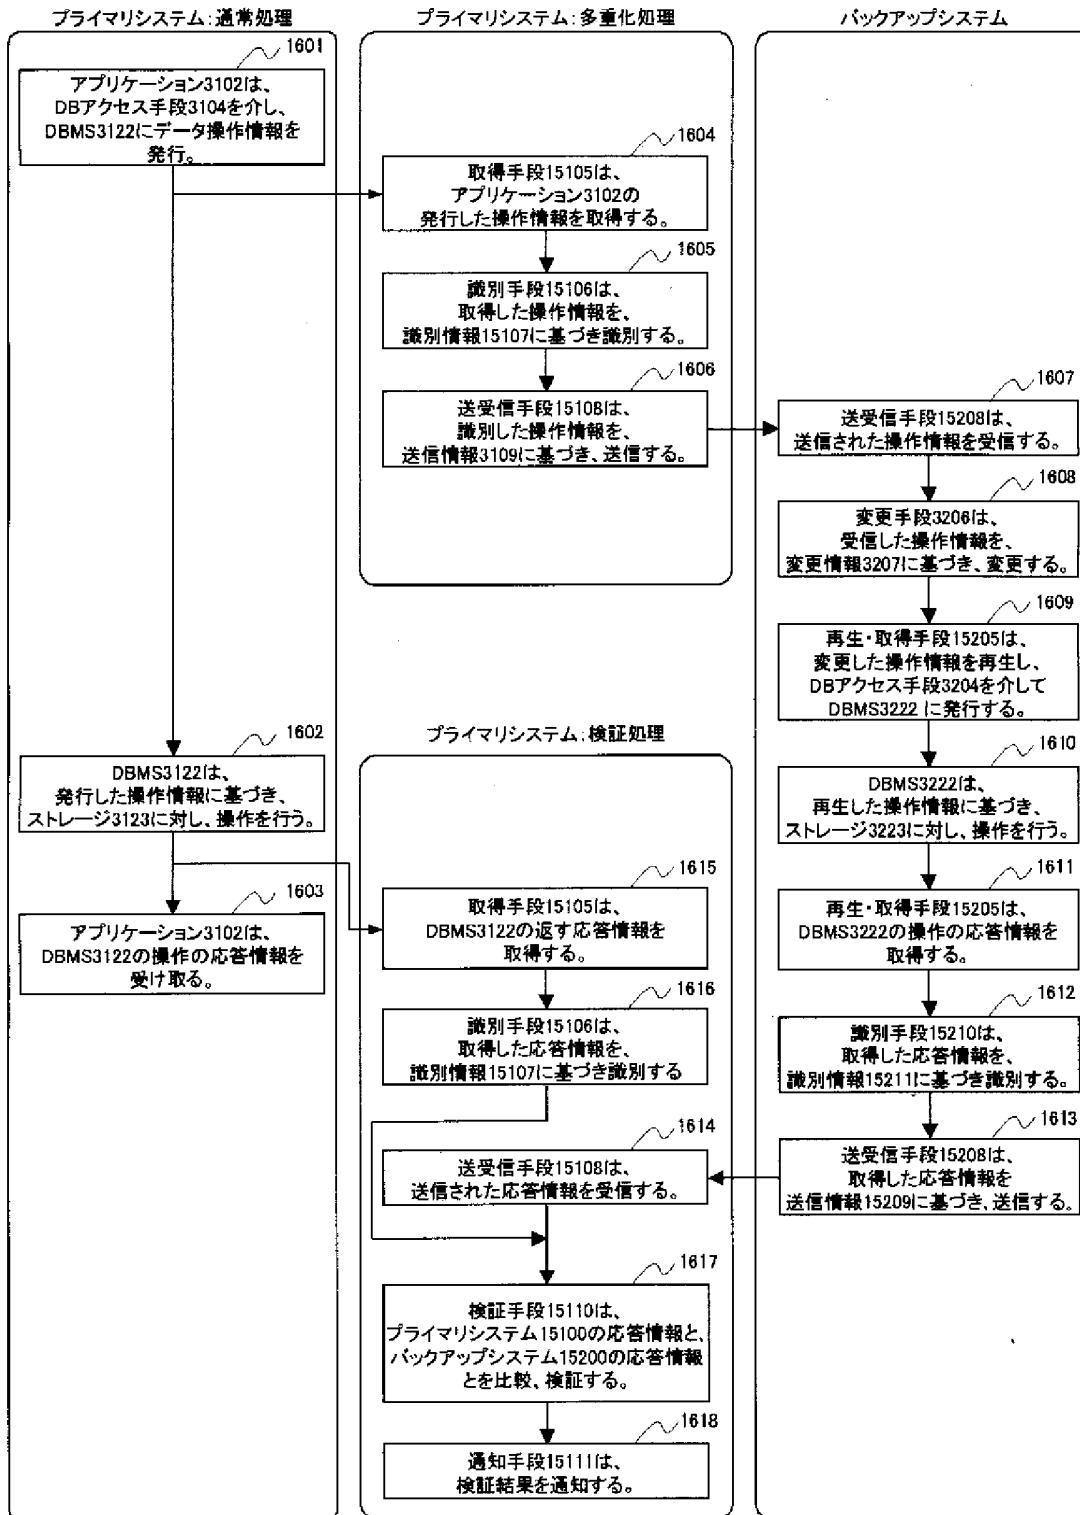 プライマリシステム:通常処理
1601
アプリケーション3102は、
DBアクセス手段3104を介し、
DBMS3122にデータ操作情報を
発行。
1602
DBMS3122は、
発行した操作情報に基づき、
ストレージ3123に対し、操作を行う。
1603
アプリケーション3102は、
DBMS3122の操作の応答情報を
受け取る。
プライマリシステム:多重化処理
1604
取得手段15105は、
アプリケーション3102の
発行した操作情報を取得する。
1605
識別手段15106は、
取得した操作情報を、
識別情報15107に基づき識別する。
1606
送受信手段15108は、
識別した操作情報を、
送信情報3109に基づき、送信する。
バックアップシステム
1607
送受信手段15208は、
送信された操作情報を受信する。
1608
変更手段3206は、
受信した操作情報を、
変更情報3207に基づき、変更する。
1609
再生・取得手段15205は、
変更した操作情報を再生し、
DBアクセス手段3204を介して
DBMS3222に発行する。
1610
DBMS3222は、
再生した操作情報に基づき、
ストレージ3223に対し、操作を行う。
1611
再生・取得手段15205は、
DBMS3222の操作の応答情報を
取得する。
1612
識別手段15210は、
取得した応答情報を、
識別情報15211に基づき識別する。
1613
送受信手段15208は、
取得した応答情報を
送信情報15209に基づき、送信する。
プライマリシステム:検証処理
1615
取得手段15105は、
DBMS3122の返す応答情報を
取得する。
1616
識別手段15106は、
取得した応答情報を、
識別情報15107に基づき識別する
1614
送受信手段15108は、
送信された応答情報を受信する。
1617
検証手段15110は、
プライマリシステム15100の応答情報と、
バックアップシステム15200の応答情報
とを比較、検証する。
1618
通知手段15111は、
検証結果を通知する。